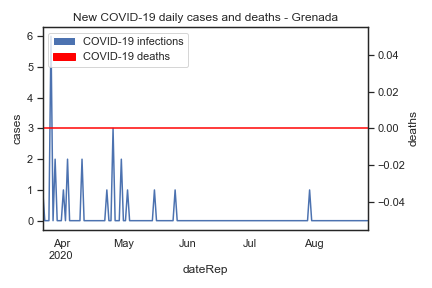 New COVID-19 daily cases and deaths - Grenada
COVID-19 infections
COVID-19 deaths
6
5
4
3
2
1
0
cases
0.04
0.02
0.00
−0.02
−0.04
deaths
Apr
2020
May
Jun
Jul
Aug
dateRep